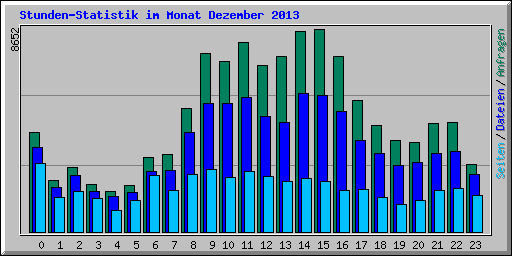 Stunden-Statistik im Monat Dezember 2013
8652
Seiten / Dateien / Anfragen
0 1 2 3 4 5 6 7 8 9 10 11 12 13 14 15 16 17 18 19 20 21 22 23